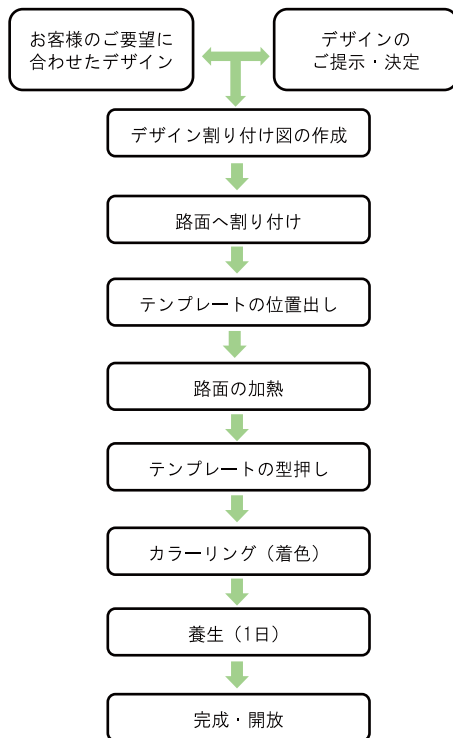 お客様のご要望に
合わせたデザイン
デザインの
ご提示・決定
デザイン割り付け図の作成
路面へ割り付け
テンプレートの位置出し
路面の加熱
テンプレートの型押し
カラーリング（着色）
養生（1日）
完成・開放